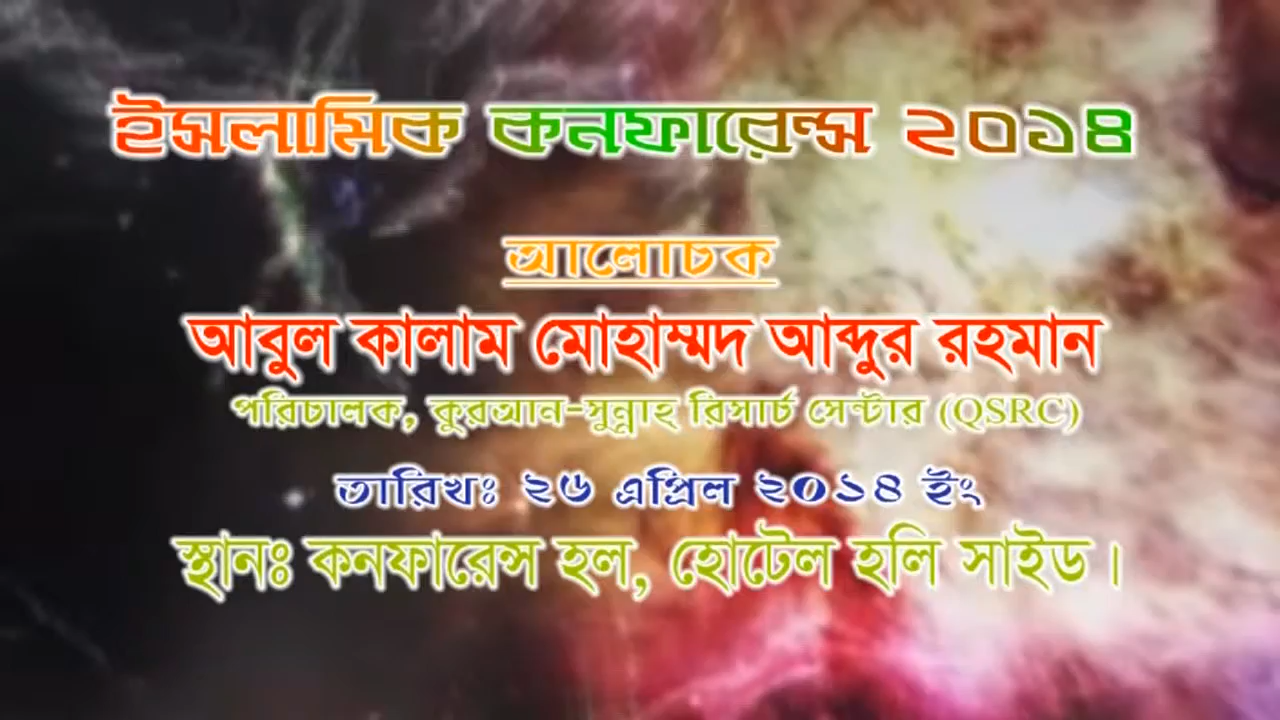 ইসলামিক কনফারেন্স ২০১৪
আলোচক
আবুল কালাম মোহাম্মদ আব্দুর রহমান
পরিচালক, কুরআন-সুন্নাহ রিসার্চ সেন্টার (QSRC)
তারিখঃ ২৬ এপ্রিল ২০১৪ ইং
স্থানঃ কনফারেন্স হল, হোটেল হলি সাইড।